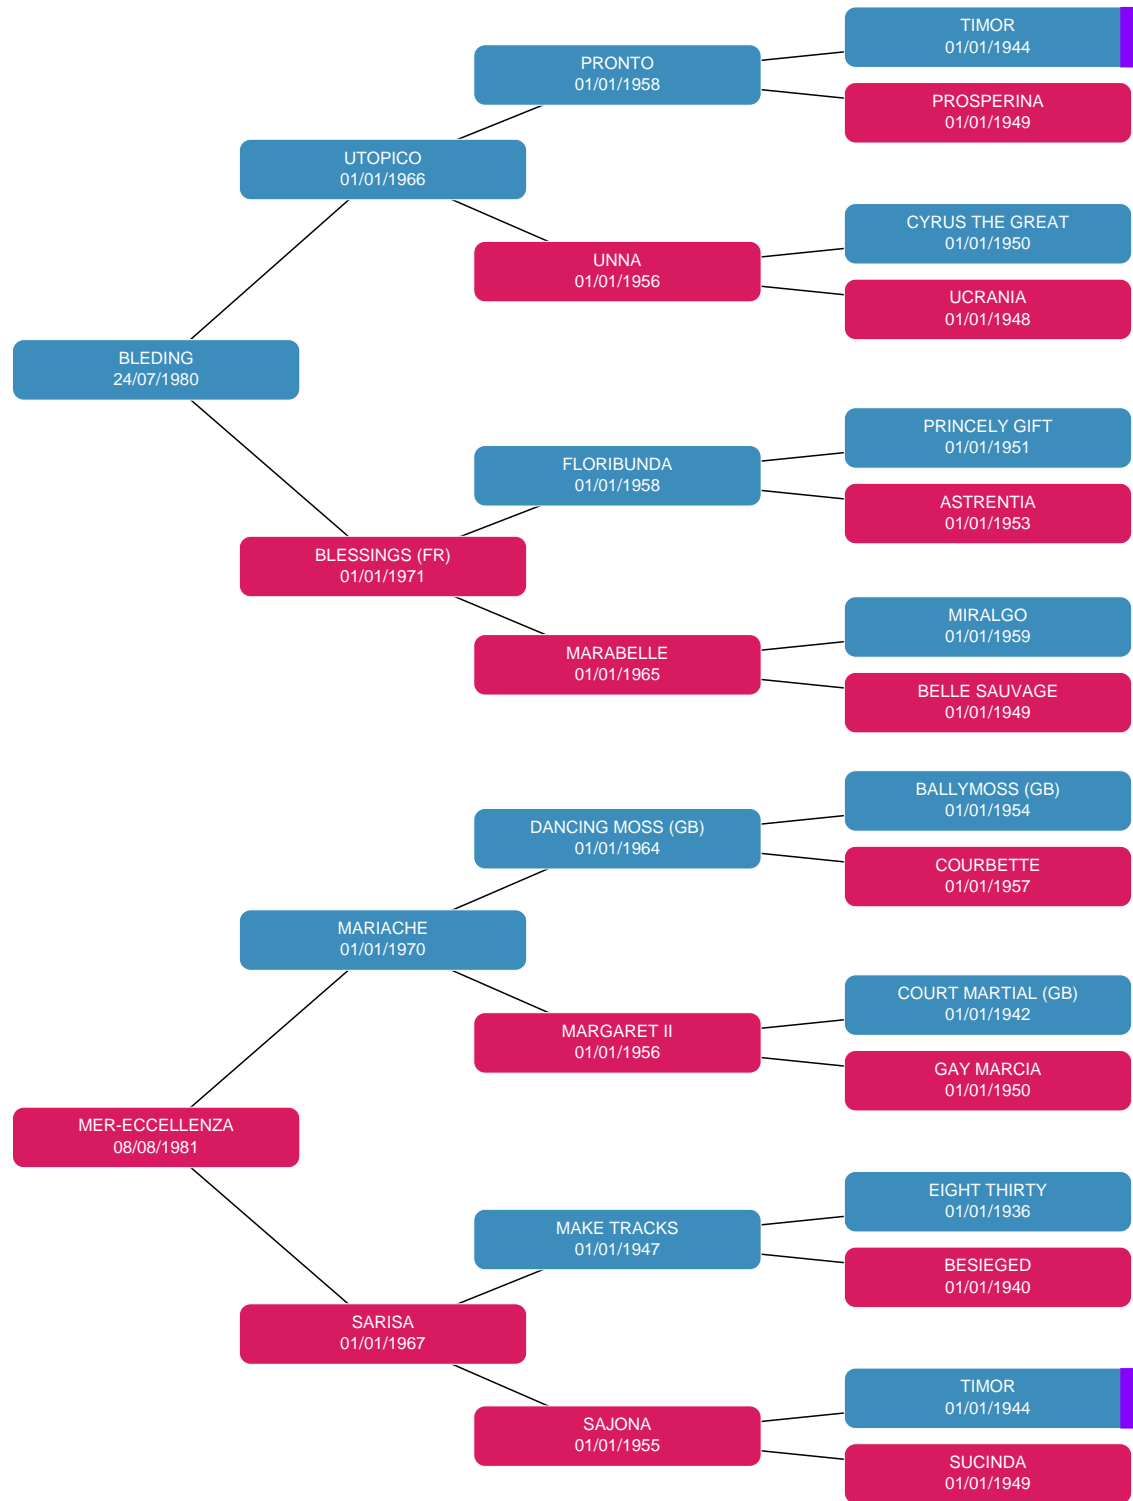 TIMOR
01/01/1944
PRONTO
01/01/1958
PROSPERINA
01/01/1949
UTOPICO
01/01/1966
CYRUS THE GREAT
01/01/1950
UNNA
01/01/1956
UCRANIA
01/01/1948
BLEDING
24/07/1980
PRINCELY GIFT
01/01/1951
FLORIBUNDA
01/01/1958
ASTRENTIA
01/01/1953
BLESSINGS (FR)
01/01/1971
MIRALGO
01/01/1959
MARABELLE
01/01/1965
BELLE SAUVAGE
01/01/1949
BALLYMOSS (GB)
01/01/1954
DANCING MOSS (GB)
01/01/1964
COURBETTE
01/01/1957
MARIACHE
01/01/1970
COURT MARTIAL (GB)
01/01/1942
MARGARET II
01/01/1956
GAY MARCIA
01/01/1950
MER-ECCELLENZA
08/08/1981
EIGHT THIRTY
01/01/1936
MAKE TRACKS
01/01/1947
BESIEGED
01/01/1940
SARISA
01/01/1967
TIMOR
01/01/1944
SAJONA
01/01/1955
SUCINDA
01/01/1949